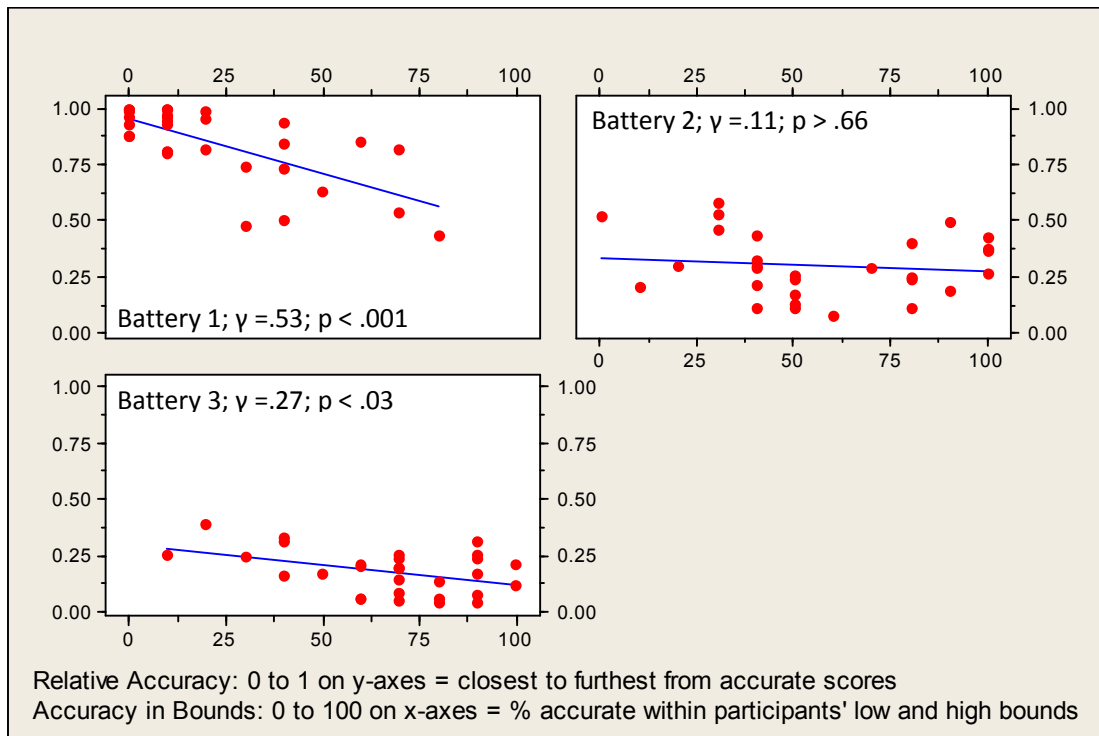 0 25 50 75 100
0 25 50 75 100
1.00
0.75
0.50
0.25
0.00
Battery 1; γ =.53; p < .001
Battery 2; γ =.11; p > .66
1.00
0.75
0.50
0.25
0.00
0 25 50 75 100
1.00
0.75
0.50
0.25
0.00
Battery 3; γ =.27; p < .03
1.00
0.75
0.50
0.25
0.00
0 25 50 75 100
Relative Accuracy: 0 to 1 on y-axes = closest to furthest from accurate scores
Accuracy in Bounds: 0 to 100 on x-axes = % accurate within participants' low and high bounds